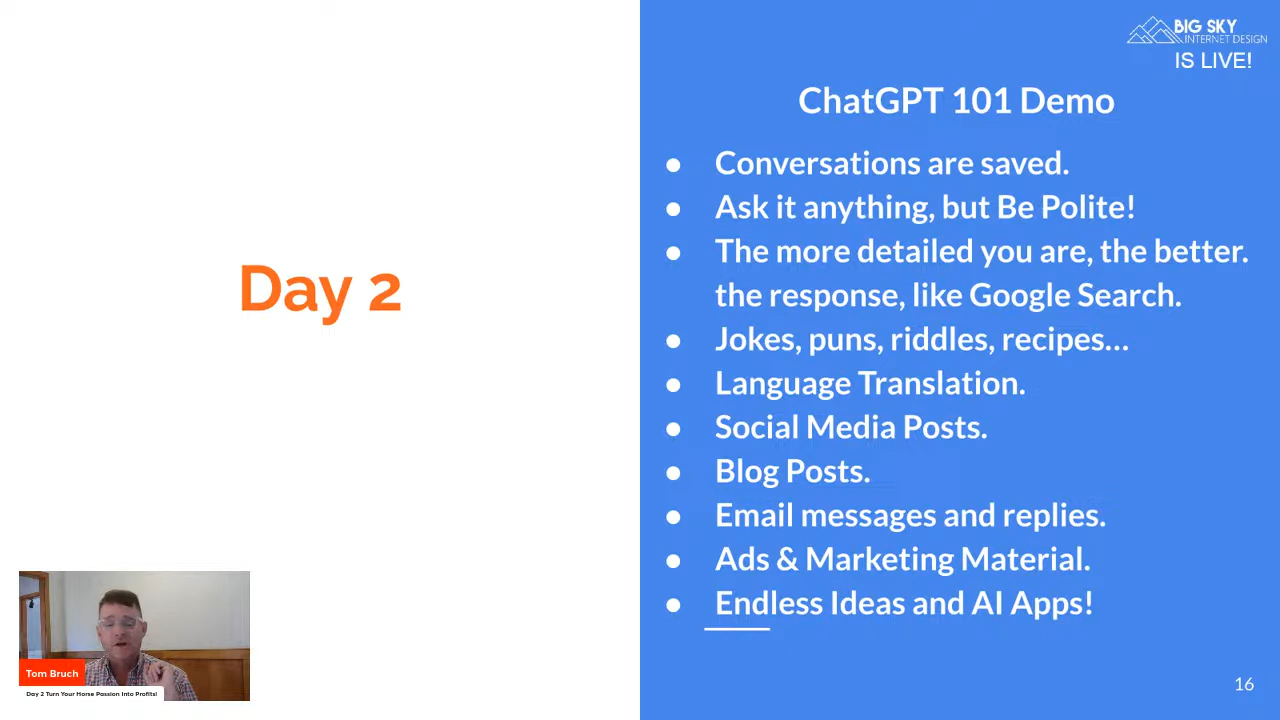 BIG SKY
INTERNET DESIGN
IS LIVE!
Day 2
ChatGPT 101 Demo
● Conversations are saved.
● Ask it anything, but Be Polite!
● The more detailed you are, the better.
the response, like Google Search.
● Jokes, puns, riddles, recipes...
● Language Translation.
● Social Media Posts.
● Blog Posts.
● Email messages and replies.
● Ads & Marketing Material.
● Endless Ideas and AI Apps!
Tom Bruch
Day 2 Turn Your Horse Passion Into Profits!
16